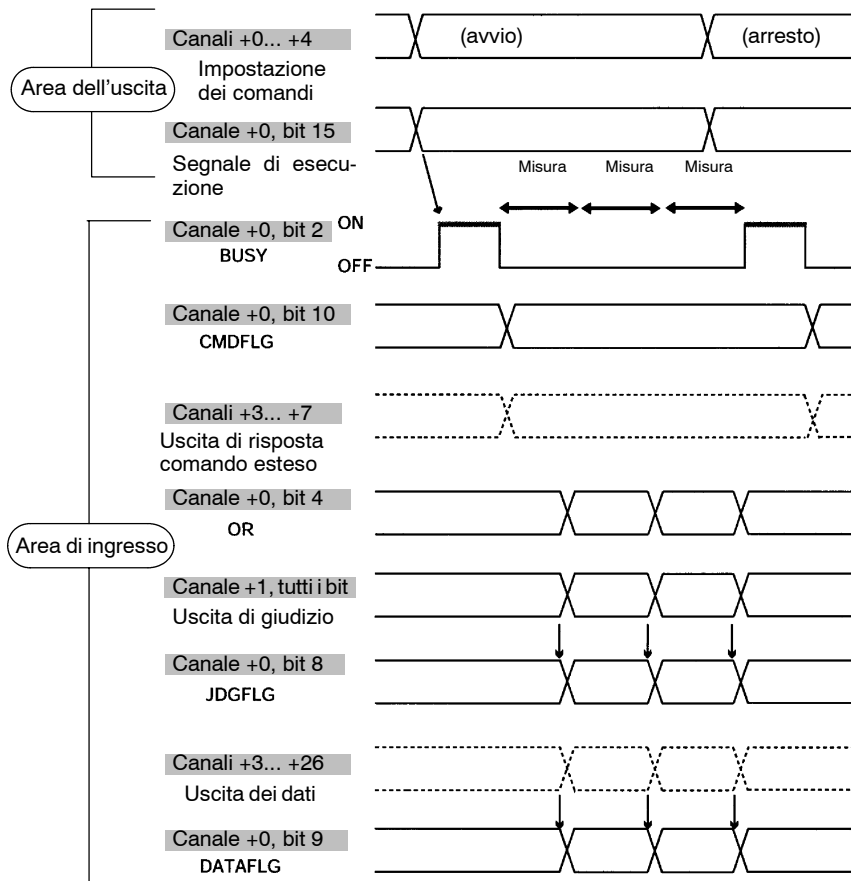 Canali +0... +4
(avvio)
(arresto)
Impostazione
dei comandi
Area dell'uscita
Canale +0, bit 15
Segnale di esecu-
zione
Misura
Misura
Misura
Canale +0, bit 2
ON
BUSY
OFF
Canale +0, bit 10
CMDFLG
Canali +3... +7
Uscita di risposta
comando esteso
Canale +0, bit 4
OR
Area di ingresso
Canale +1, tutti i bit
Uscita di giudizio
Canale +0, bit 8
JDGFLG
Canali +3... +26
Uscita dei dati
Canale +0, bit 9
DATAFLG